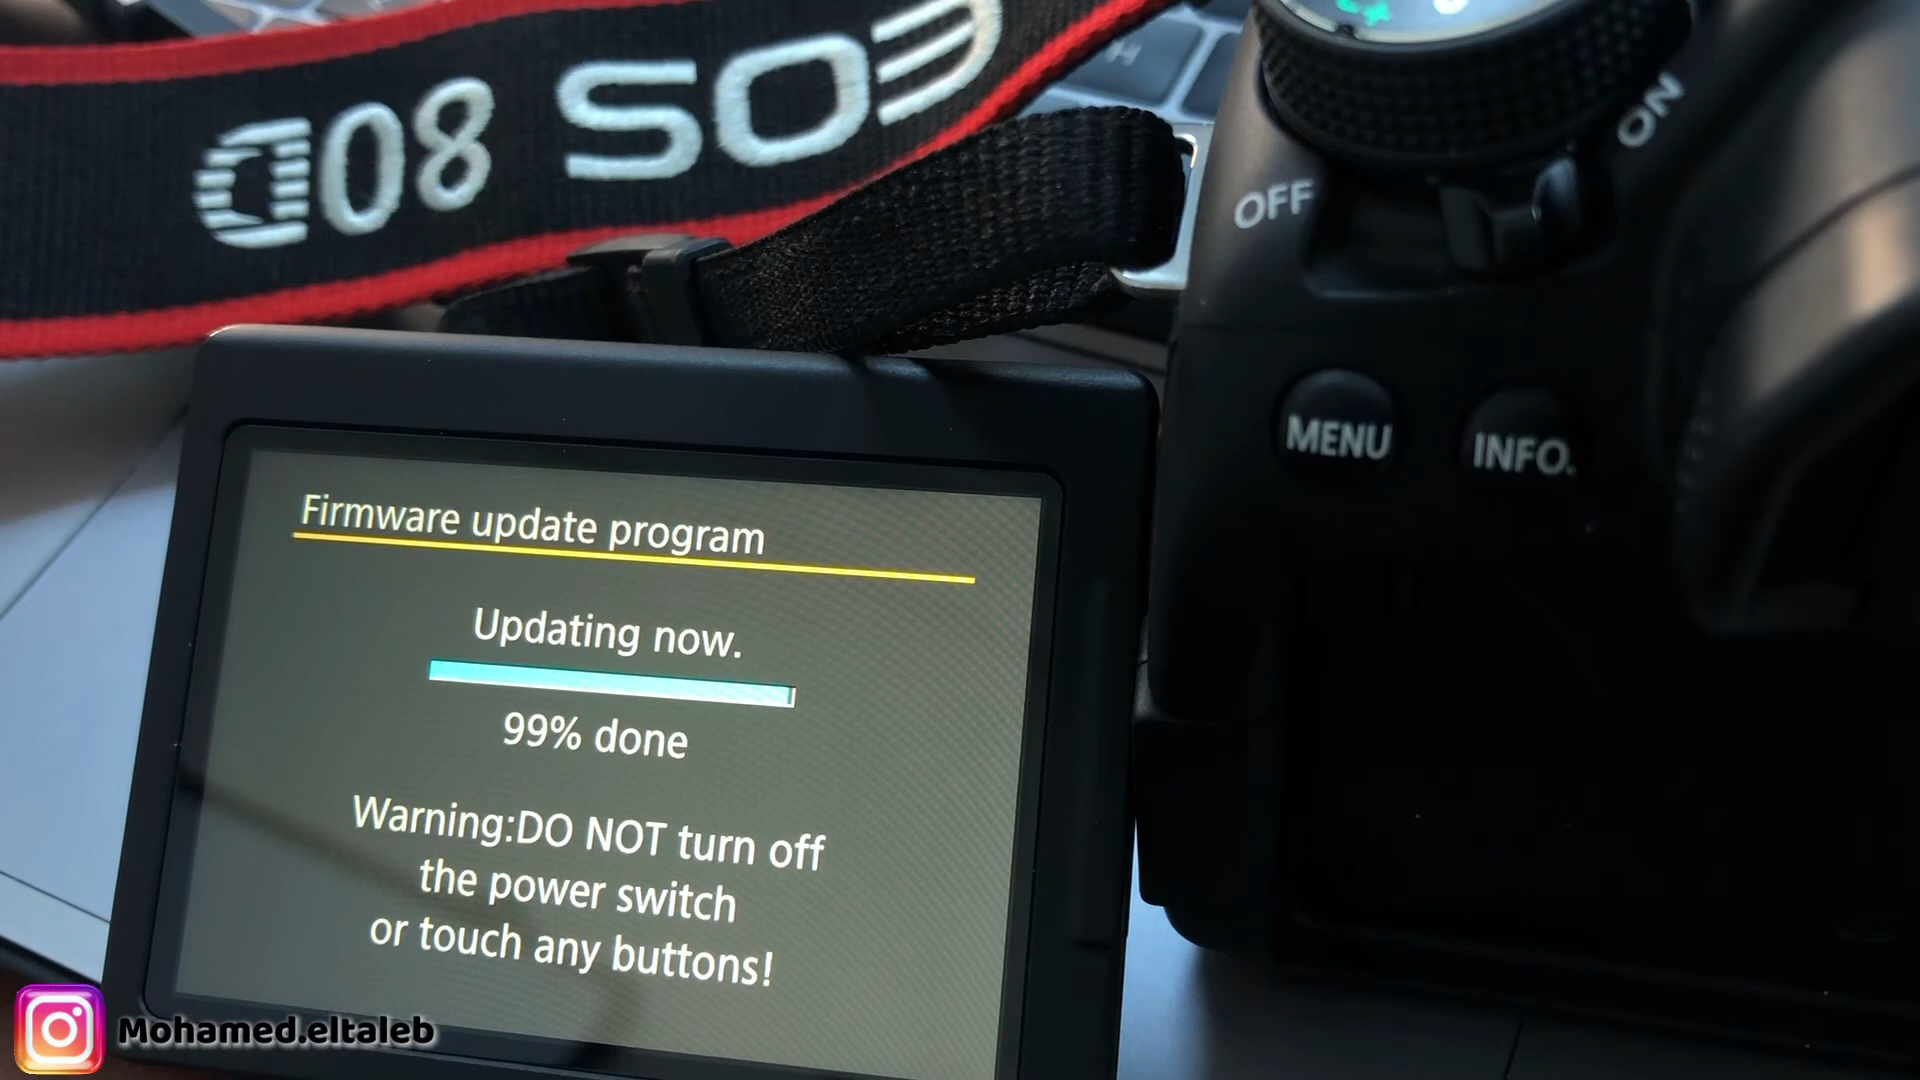 EOS 80D
ON
OFF
MENU
INFO.
Firmware update program
Updating now.
99% done
Warning:DO NOT turn off
the power switch
or touch any buttons!
Mohamed.eltaleb